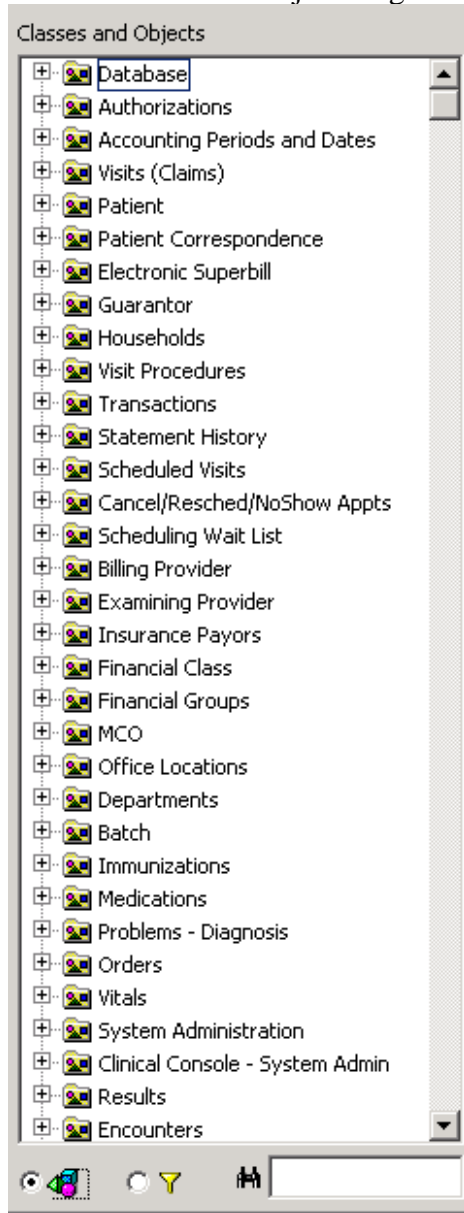 Classes and Objects
Database
Authorizations
Accounting Periods and Dates
Visits (Claims)
Patient
Patient Correspondence
Electronic Superbill
Guarantor
Households
Visit Procedures
Transactions
Statement History
Scheduled Visits
Cancel/Resched/NoShow Appts
Scheduling Wait List
Billing Provider
Examining Provider
Insurance Payors
Financial Class
Financial Groups
MCO
Office Locations
Departments
Batch
Immunizations
Medications
Problems - Diagnosis
Orders
Vitals
System Administration
Clinical Console - System Admin
Results
Encounters